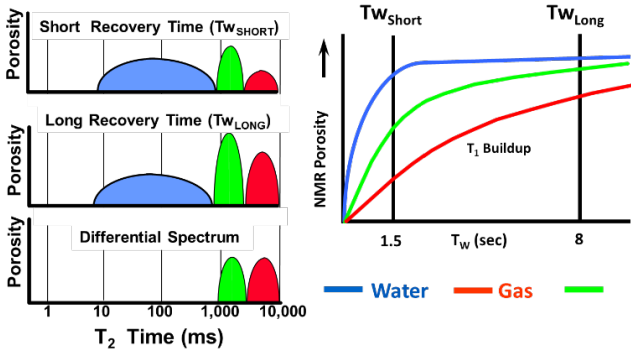 Short Recovery Time (TwSHORT)
Porosity
Long Recovery Time (TwLONG)
Porosity
Differential Spectrum
Porosity
1 10 100 1,000 10,000
T2 Time (ms)
TwShort TwLong
NMR Porosity
T1 Buildup
1.5 TW (sec) 8
Water Gas